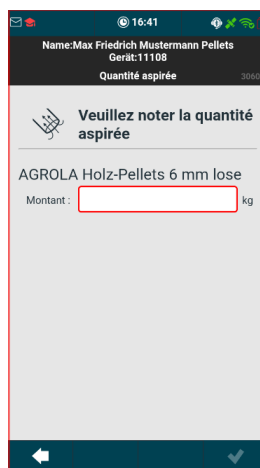 16:41
Name:Max Friedrich Mustermann Pellets
Gerät:11108
Quantité aspirée
3060
Veuillez noter la quantité
aspirée
AGROLA Holz-Pellets 6 mm lose
Montant :
kg